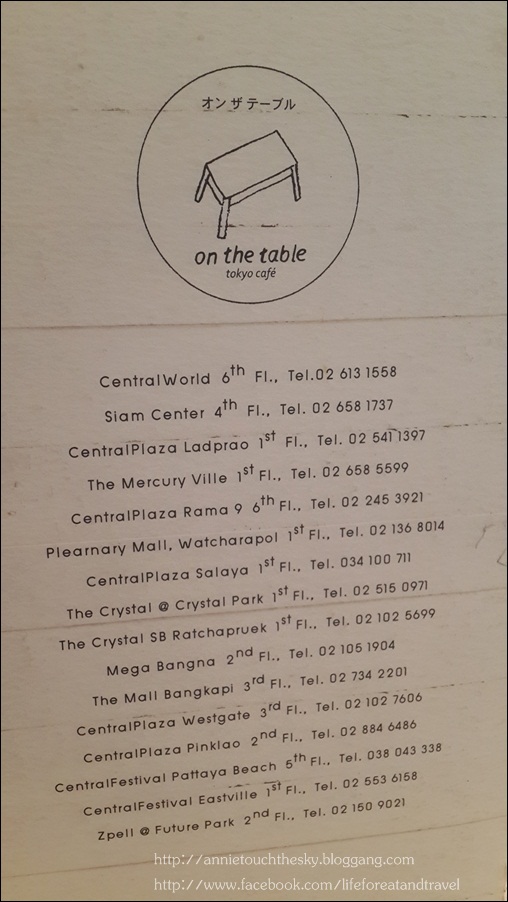 オン ザ テーブル
on the table
tokyo café
CentralWorld 6th Fl., Tel.02 613 1558
Siam Center 4th Fl., Tel. 02 658 1737
CentralPlaza Ladprao 1st Fl., Tel. 02 541 1397
The Mercury Ville 1st Fl., Tel. 02 658 5599
CentralPlaza Rama 9 6th Fl., Tel. 02 245 3921
Plearnary Mall, Watcharapol 1st Fl., Tel. 02 136 8014
CentralPlaza Salaya 1st Fl., Tel. 034 100 711
The Crystal @ Crystal Park 1st Fl., Tel. 02 515 0971
The Crystal SB Ratchapruek 1st Fl., Tel. 02 102 5699
Mega Bangna 2nd Fl., Tel. 02 105 1904
The Mall Bangkapi 3rd Fl., Tel. 02 734 2201
CentralPlaza Westgate 3rd Fl., Tel. 02 102 7606
CentralPlaza Pinklao 2nd Fl., Tel. 02 884 6486
CentralFestival Pattaya Beach 5th Fl., Tel. 038 043 338
CentralFestival Eastville 1st Fl., Tel. 02 553 6158
Zpell @ Future Park 2nd Fl., Tel. 02 150 9021
http://annietouchthesky.bloggang.com
http://www.facebook.com/lifeforeatandtravel